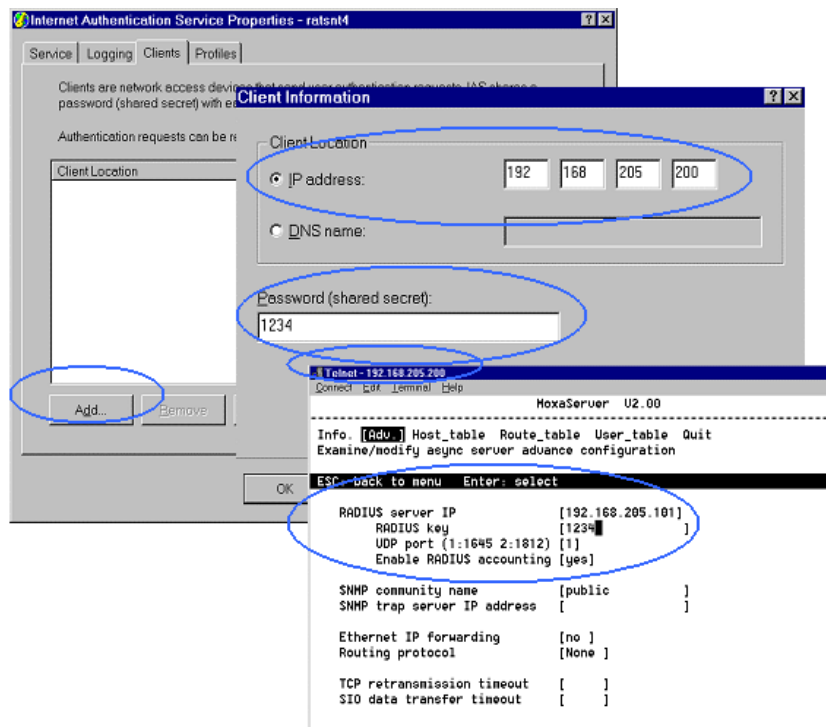 Internet Authentication Service Properties - ratsnt4
Service Logging Clients Profiles
Clients are network access devices that send user authentication requests. IAS shares a
password (shared secret) with
Authentication requests can be re
Client Location
Add...
Remove
OK
Client Information
Client Location
IP address: 192 168 205 200
DNS name:
Password (shared secret):
1234
Telnet - 192.168.205.200
Connect Edit Terminal Help
MoxaServer V2.00
Info. [Adv.] Host_table Route_table User_table Quit
Examine/modify async server advance configuration
ESC: back to menu Enter: select
RADIUS server IP [192.168.205.101]
RADIUS key [1234 ]
UDP port (1:1645 2:1812) [1]
Enable RADIUS accounting [yes]
SNMP community name [public ]
SNMP trap server IP address [ ]
Ethernet IP forwarding [no ]
Routing protocol [None ]
TCP retransmission timeout [ ]
SIO data transfer timeout [ ]